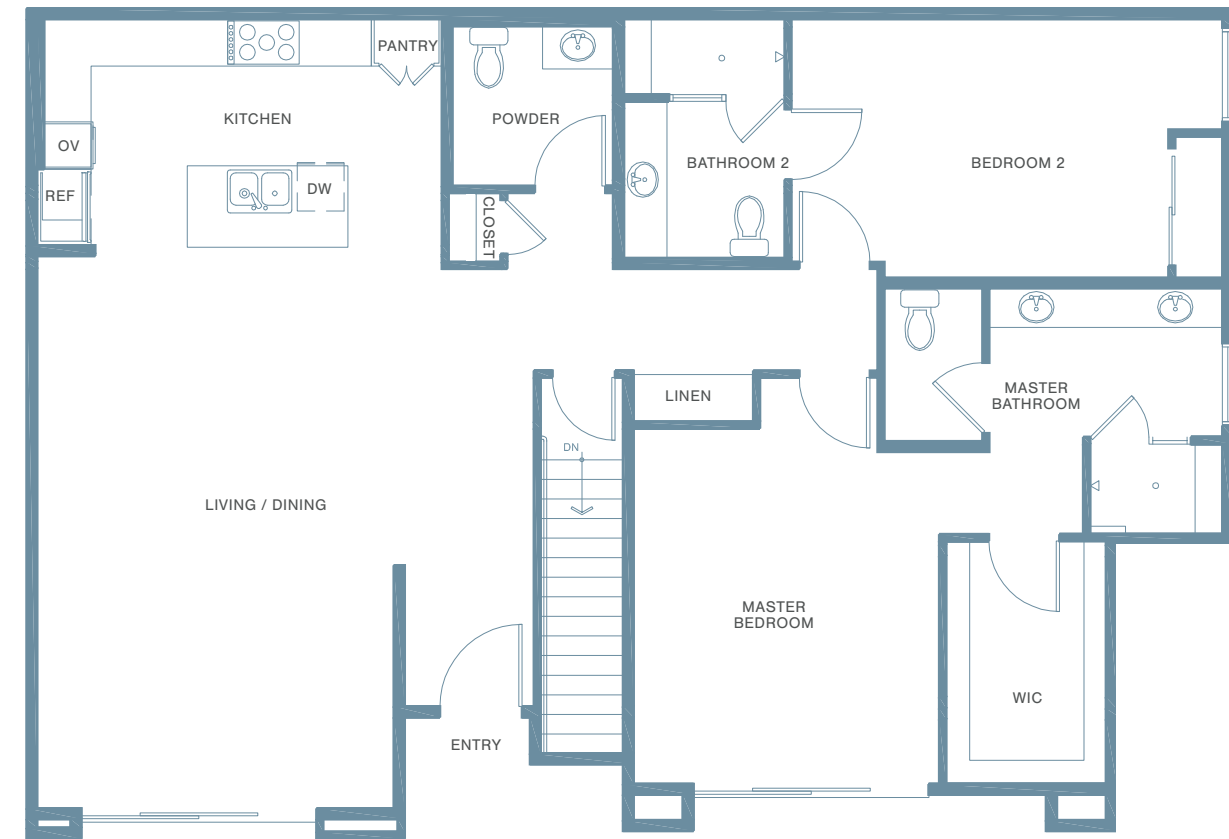 PANTRY
KITCHEN
POWDER
OV
BATHROOM 2
BEDROOM 2
REF
DW
CLOSET
LINEN
MASTER
BATHROOM
DN
LIVING / DINING
MASTER
BEDROOM
WIC
ENTRY